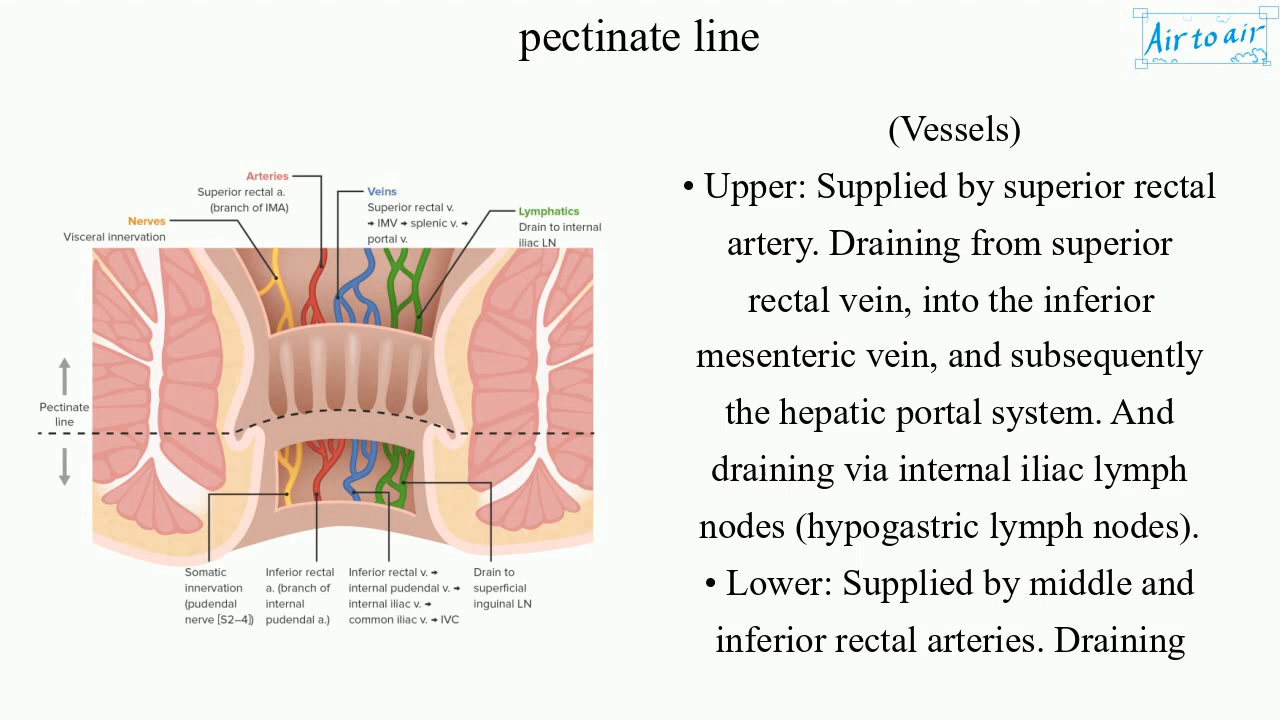 pectinate line
Air to air
Arteries
Superior rectal a.
(branch of IMA)
Veins
Superior rectal v.
→ IMV → splenic v. →
portal v.
Lymphatics
Drain to internal
iliac LN
Nerves
Visceral innervation
Pectinate
line
Somatic
innervation
(pudendal
nerve [S2–4])
Inferior rectal
a. (branch of
internal
pudendal a.)
Inferior rectal v. →
internal pudendal v. →
internal iliac v. →
common iliac v. → IVC
Drain to
superficial
inguinal LN
(Vessels)
• Upper: Supplied by superior rectal
artery. Draining from superior
rectal vein, into the inferior
mesenteric vein, and subsequently
the hepatic portal system. And
draining via internal iliac lymph
nodes (hypogastric lymph nodes).
• Lower: Supplied by middle and
inferior rectal arteries. Draining